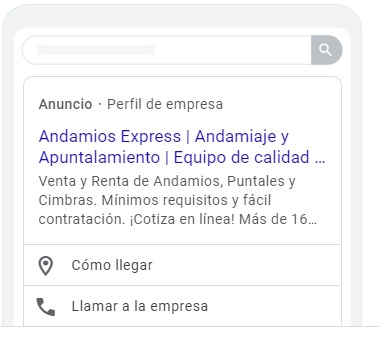 Anuncio · Perfil de empresa
Andamios Express | Andamiaje y
Apuntalamiento | Equipo de calidad ...
Venta y Renta de Andamios, Puntales y
Cimbras. Mínimos requisitos y fácil
contratación. ¡Cotiza en línea! Más de 16...
Cómo llegar
Llamar a la empresa